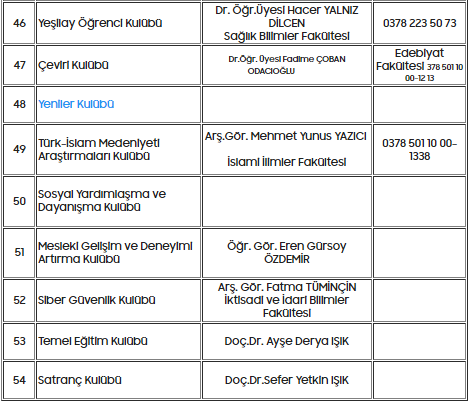 46 Yeşilay Öğrenci Kulübü Dr. Öğr.Üyesi Hacer YALNIZ
DİLCEN
Sağlık Bilimler Fakültesi 0378 223 50 73
47 Çeviri Kulübü Dr.Öğr. Üyesi Fadime ÇOBAN
ODACIOĞLU Edebiyat
Fakültesi 378 501 10
00-12 13
48 Yeniler Kulübü
49 Türk-İslam Medeniyeti
Araştırmaları Kulübü Arş.Gör. Mehmet Yunus YAZICI
İslami İlimler Fakültesi 0378 501 10 00-
1338
50 Sosyal Yardımlaşma ve
Dayanışma Kulübü
51 Mesleki Gelişim ve Deneyimi
Artırma Kulübü Öğr. Gör. Eren Gürsoy
ÖZDEMİR
52 Siber Güvenlik Kulübü Arş. Gör. Fatma TÜMİNÇİN
İktisadi ve İdari Bilimler
Fakültesi
53 Temel Eğitim Kulübü Doç.Dr. Ayşe Derya IŞIK
54 Satranç Kulübü Doç.Dr.Sefer Yetkin IŞIK